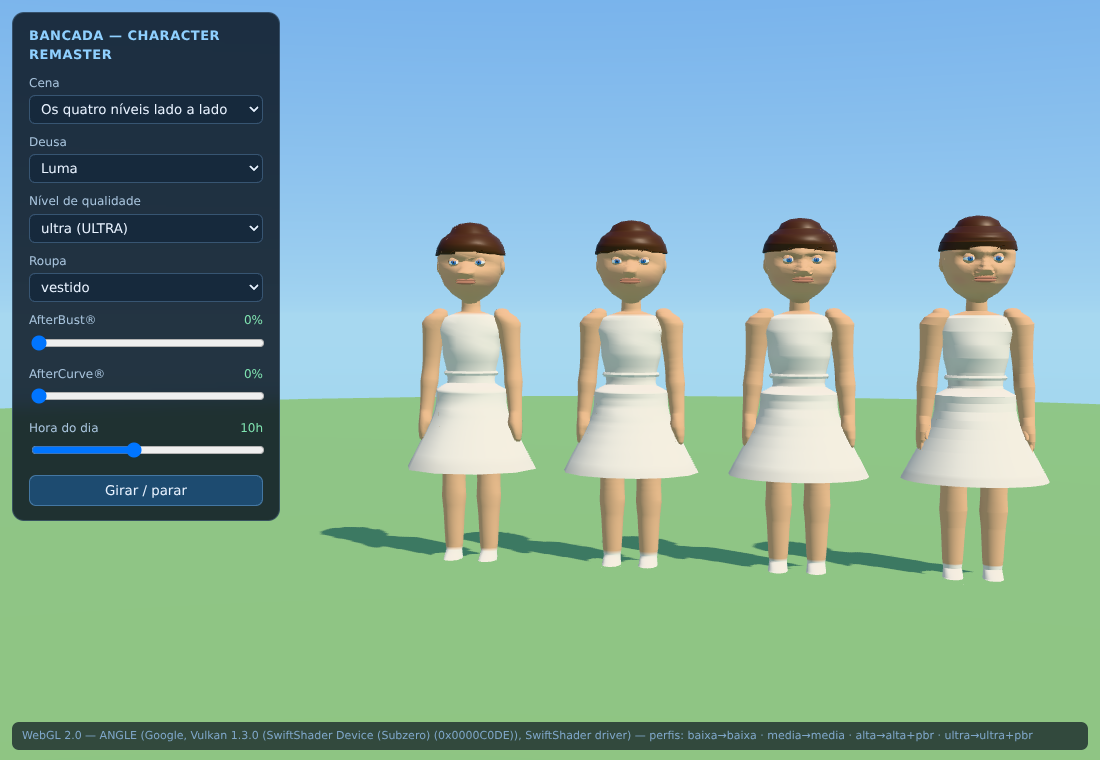 BANCADA — CHARACTER
REMASTER
Cena
Os quatro níveis lado a lado
Deusa
Luma
Nível de qualidade
ultra (ULTRA)
Roupa
vestido
AfterBust® 0%
AfterCurve® 0%
Hora do dia 10h
Girar / parar
WebGL 2.0 — ANGLE (Google, Vulkan 1.3.0 (SwiftShader Device (Subzero) (0x0000C0DE)), SwiftShader driver) — perfis: baixa→baixa · media→media · alta→alta+pbr · ultra→ultra+pbr